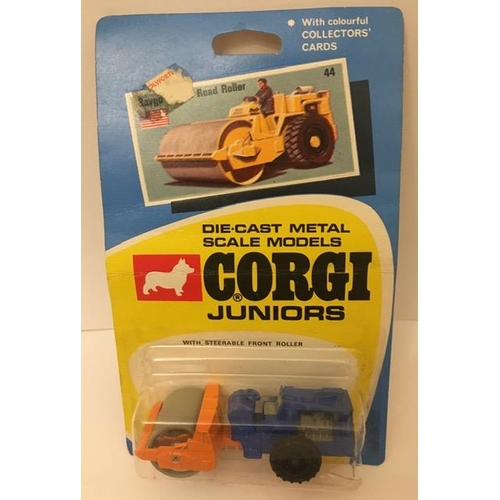 • With colourful
COLLECTORS'
CARDS
Road Roller
44
DIE-CAST METAL
SCALE MODELS
CORGI
®
JUNIORS
WITH STEERABLE FRONT ROLLER